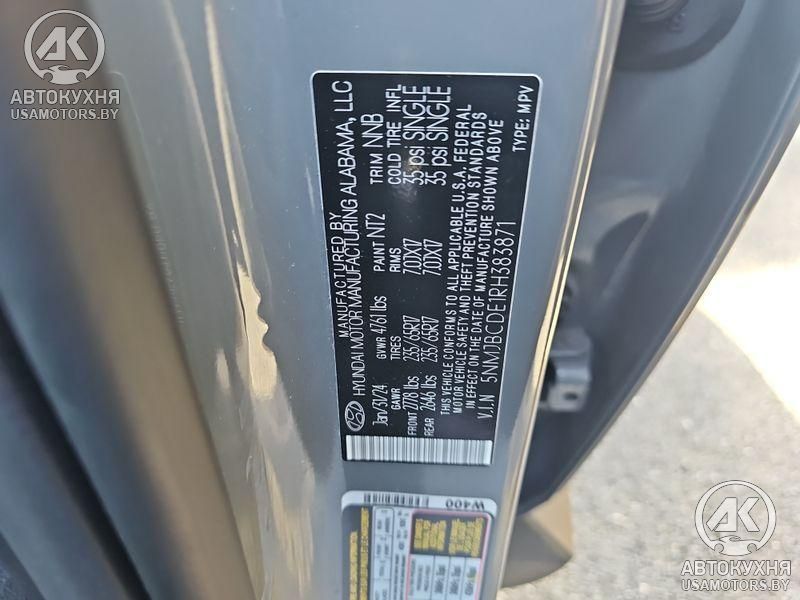 АВТОКУХНЯ
USAMOTORS.BY
MANUFACTURED BY
HYUNDAI MOTOR MANUFACTURING ALABAMA, LLC
Jan/31/24 GVWR 4761 lbs PAINT NT2 TRIM NNB
GAWR TIRES RIMS COLD TIRE INFL
FRONT 2778 lbs 235/65R17 7.0JX17 35 psi SINGLE
REAR 2646 lbs 235/65R17 7.0JX17 35 psi SINGLE
THIS VEHICLE CONFORMS TO ALL APPLICABLE U.S.A. FEDERAL
MOTOR VEHICLE SAFETY AND THEFT PREVENTION STANDARDS
IN EFFECT ON THE DATE OF MANUFACTURE SHOWN ABOVE
V.I.N 5NMJBCDE1RH383871 TYPE: MPV
W400
АВТОКУХНЯ
USAMOTORS.BY